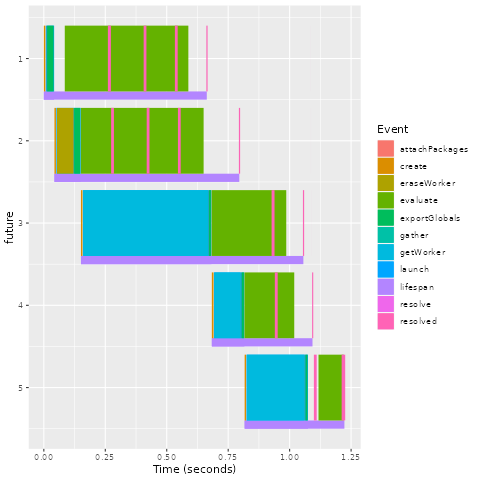 1
2
3
4
5
future
0.00 0.25 0.50 0.75 1.00 1.25
Time (seconds)
Event
attachPackages
create
eraseWorker
evaluate
exportGlobals
gather
getWorker
launch
lifespan
resolve
resolved